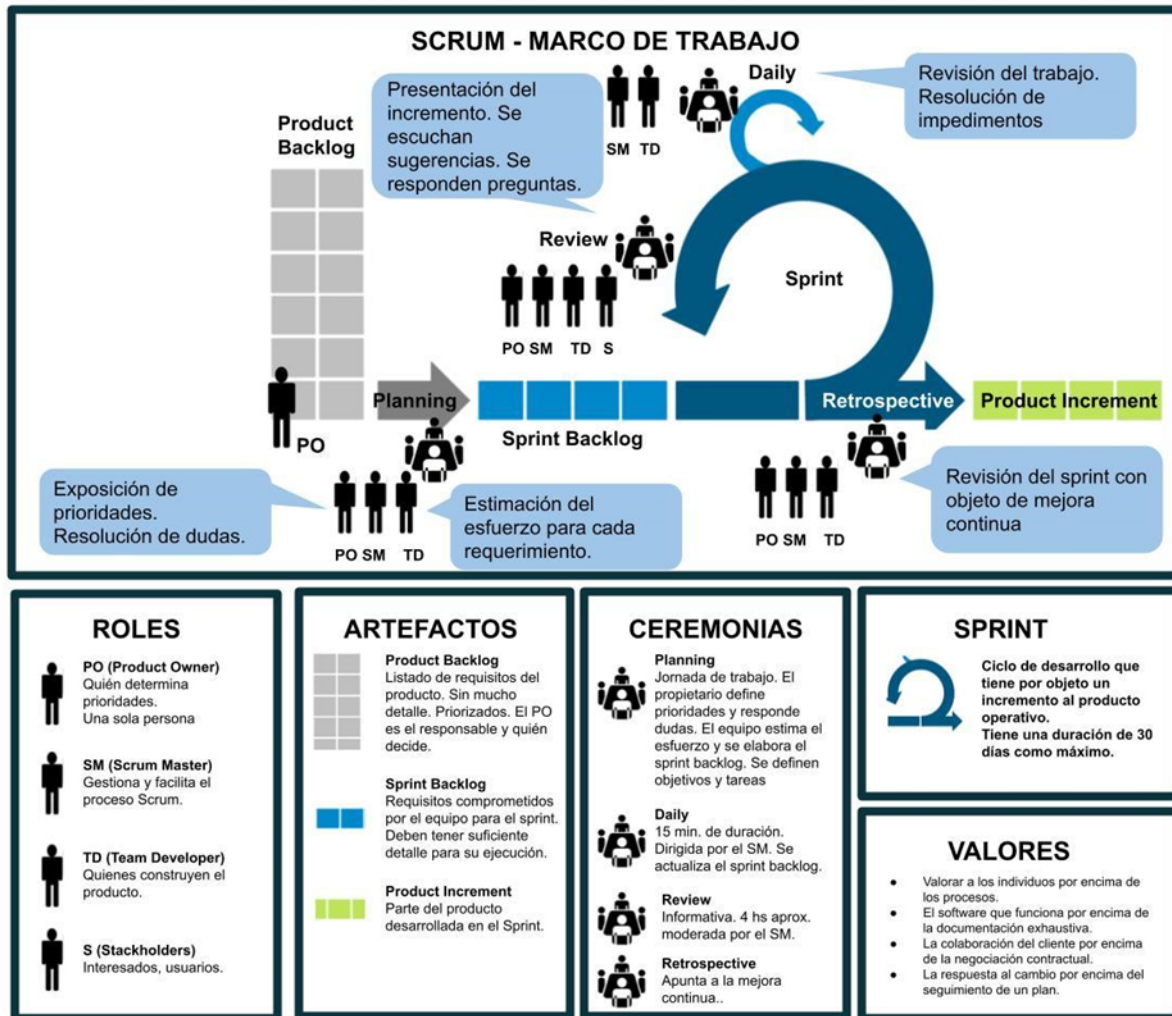 SCRUM - MARCO DE TRABAJO
Product
Backlog
PO
Planning
Exposición de
prioridades.
Resolución de dudas.
PO SM TD
Estimación del
esfuerzo para cada
requerimiento.
Sprint Backlog
Presentación del
incremento. Se
escuchan
sugerencias. Se
responden preguntas.
Review
PO SM TD S
SM TD
Daily
Revisión del trabajo.
Resolución de
impedimentos
Sprint
Retrospective
PO SM TD
Revisión del sprint con
objeto de mejora
continua
Product Increment
ROLES
PO (Product Owner)
Quién determina
prioridades.
Una sola persona
SM (Scrum Master)
Gestiona y facilita el
proceso Scrum.
TD (Team Developer)
Quienes construyen el
producto.
S (Stackholders)
Interesados, usuarios.
ARTEFACTOS
Product Backlog
Listado de requisitos del
producto. Sin mucho
detalle. Priorizados. El PO
es el responsable y quién
decide.
Sprint Backlog
Requisitos comprometidos
por el equipo para el sprint.
Deben tener suficiente
detalle para su ejecución.
Product Increment
Parte del producto
desarrollada en el Sprint.
CEREMONIAS
Planning
Jornada de trabajo. El
propietario define
prioridades y responde
dudas. El equipo estima el
esfuerzo y se elabora el
sprint backlog. Se definen
objetivos y tareas
Daily
15 min. de duración.
Dirigida por el SM. Se
actualiza el sprint backlog.
Review
Informativa. 4 hs aprox.
moderada por el SM.
Retrospective
Apunta a la mejora
continua..
SPRINT
Ciclo de desarrollo que
tiene por objeto un
incremento al producto
operativo.
Tiene una duración de 30
días como máximo.
VALORES
● Valorar a los individuos por encima de
los procesos.
● El software que funciona por encima de
la documentación exhaustiva.
● La colaboración del cliente por encima
de la negociación contractual.
● La respuesta al cambio por encima del
seguimiento de un plan.